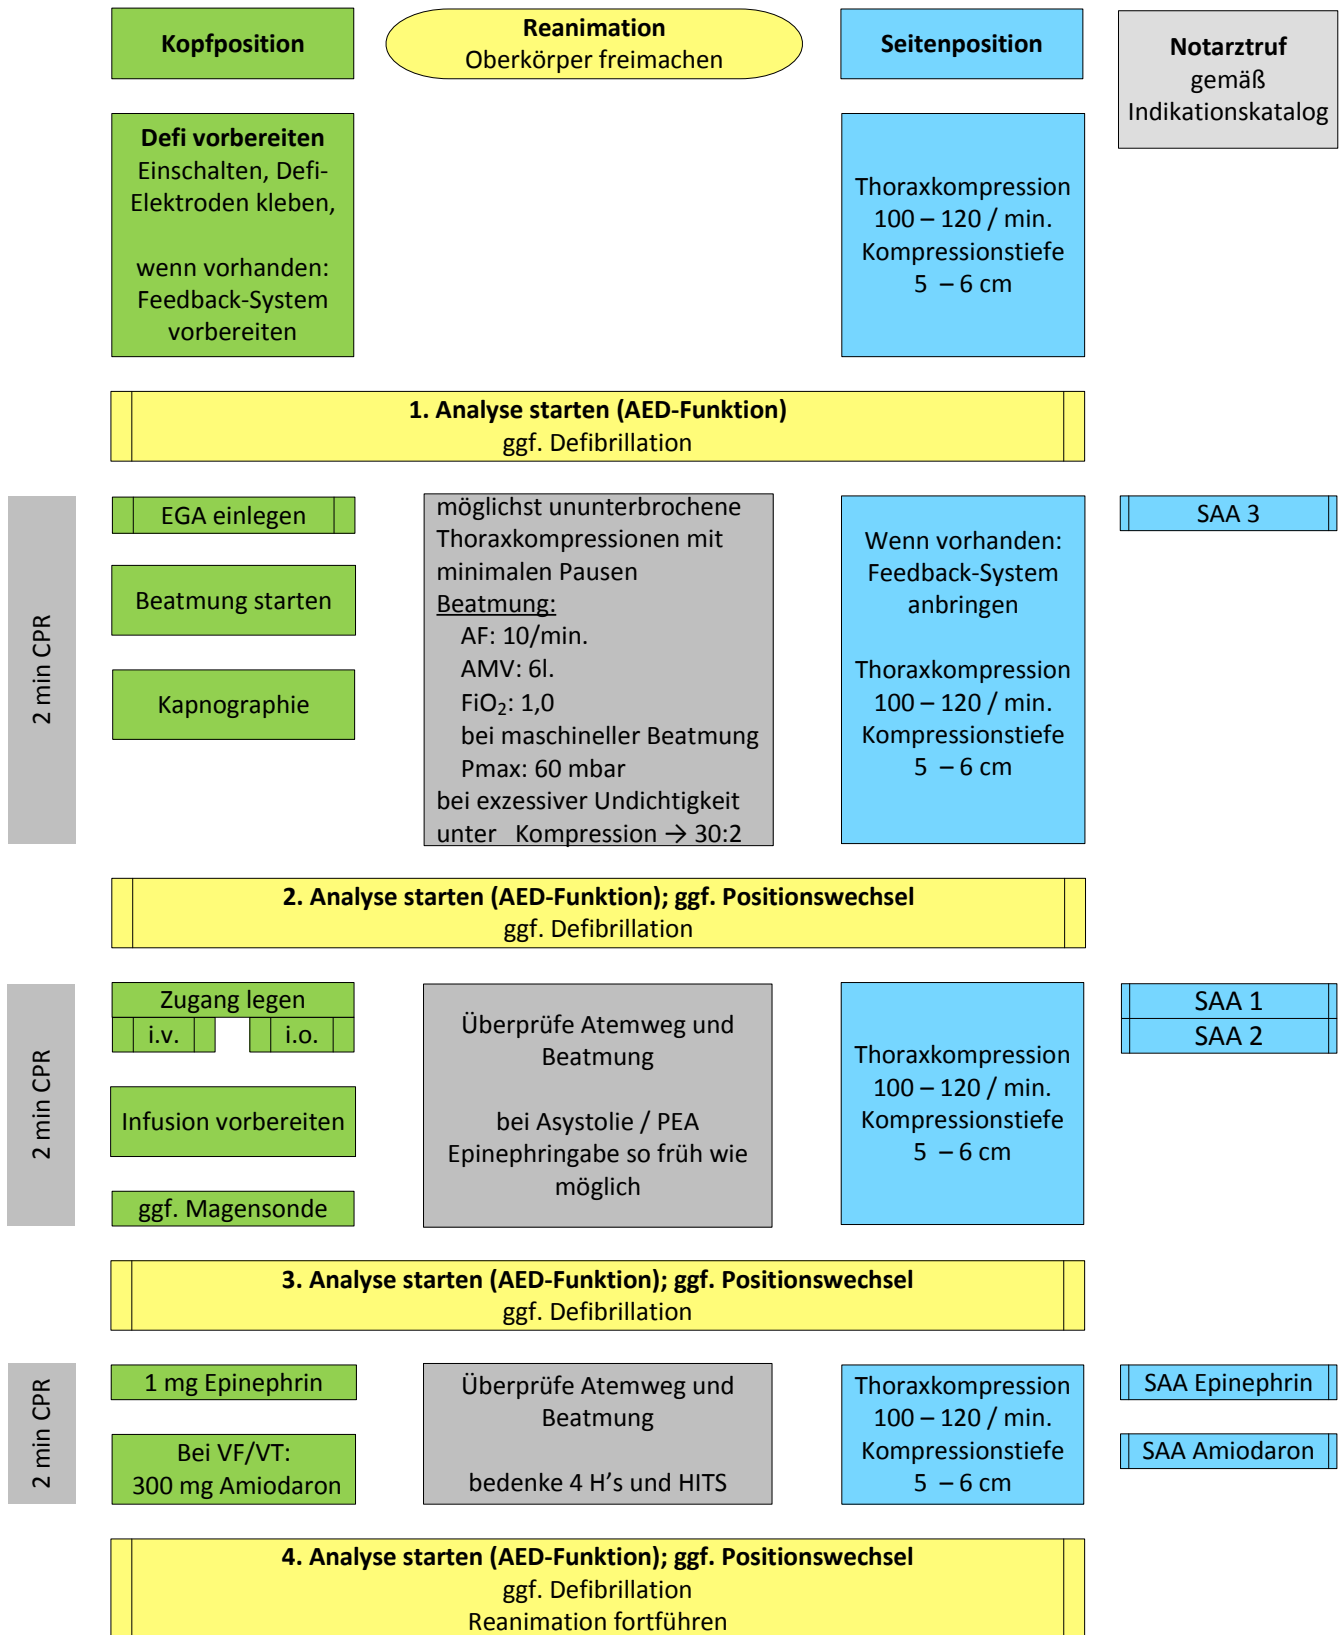 Kopfposition
Reanimation
Oberkörper freimachen
Seitenposition
Notarztruf
gemäß
Indikationskatalog
Defi vorbereiten
Einschalten, Defi-
Elektroden kleben,
wenn vorhanden:
Feedback-System
vorbereiten
Thoraxkompression
100 – 120 / min.
Kompressionstiefe
5 – 6 cm
1. Analyse starten (AED-Funktion)
ggf. Defibrillation
2 min CPR
EGA einlegen
Beatmung starten
Kapnographie
möglichst ununterbrochene
Thoraxkompressionen mit
minimalen Pausen
Beatmung:
AF: 10/min.
AMV: 6l.
FiO₂: 1,0
bei maschineller Beatmung
Pmax: 60 mbar
bei exzessiver Undichtigkeit
unter Kompression → 30:2
Wenn vorhanden:
Feedback-System
anbringen
Thoraxkompression
100 – 120 / min.
Kompressionstiefe
5 – 6 cm
SAA 3
2. Analyse starten (AED-Funktion); ggf. Positionswechsel
ggf. Defibrillation
2 min CPR
Zugang legen
i.v.
i.o.
Infusion vorbereiten
ggf. Magensonde
Überprüfe Atemweg und
Beatmung
bei Asystolie / PEA
Epinephringabe so früh wie
möglich
Thoraxkompression
100 – 120 / min.
Kompressionstiefe
5 – 6 cm
SAA 1
SAA 2
3. Analyse starten (AED-Funktion); ggf. Positionswechsel
ggf. Defibrillation
2 min CPR
1 mg Epinephrin
Bei VF/VT:
300 mg Amiodaron
Überprüfe Atemweg und
Beatmung
bedenke 4 H’s und HITS
Thoraxkompression
100 – 120 / min.
Kompressionstiefe
5 – 6 cm
SAA Epinephrin
SAA Amiodaron
4. Analyse starten (AED-Funktion); ggf. Positionswechsel
ggf. Defibrillation
Reanimation fortführen